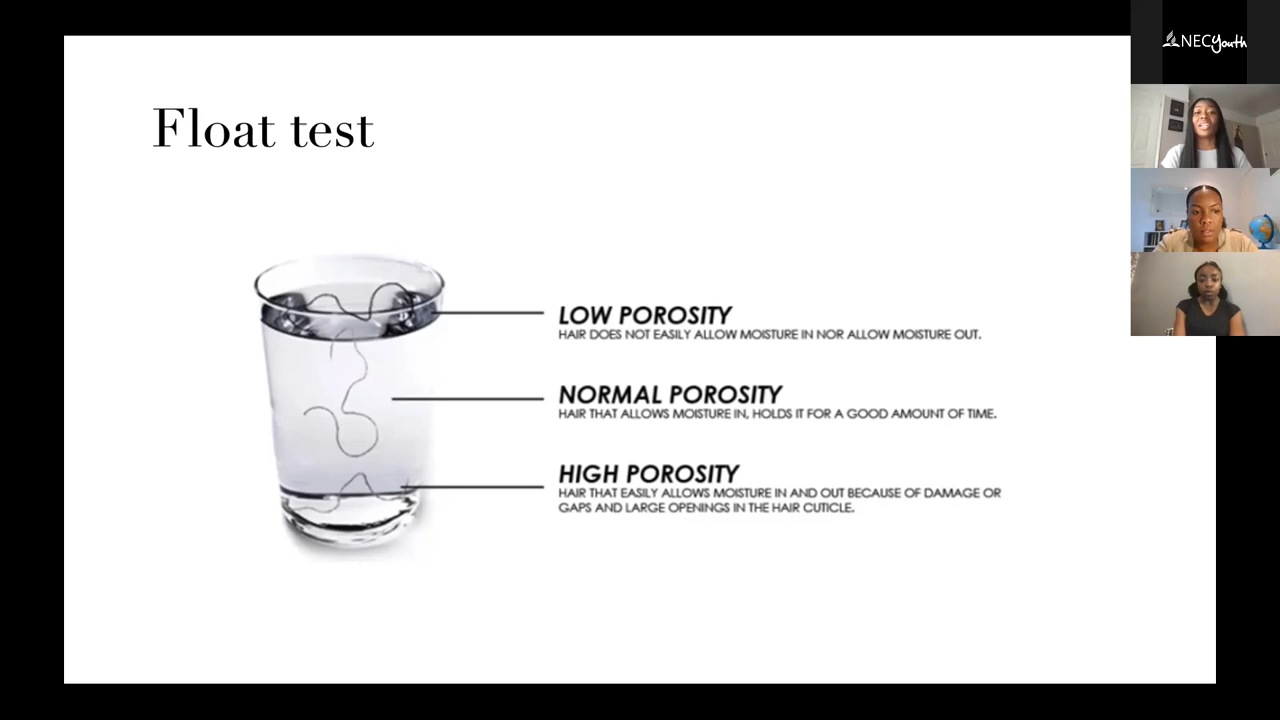 NEC Youth
Float test
LOW POROSITY
HAIR DOES NOT EASILY ALLOW MOISTURE IN NOR ALLOW MOISTURE OUT.
NORMAL POROSITY
HAIR THAT ALLOWS MOISTURE IN, HOLDS IT FOR A GOOD AMOUNT OF TIME.
HIGH POROSITY
HAIR THAT EASILY ALLOWS MOISTURE IN AND OUT BECAUSE OF DAMAGE OR
GAPS AND LARGE OPENINGS IN THE HAIR CUTICLE.